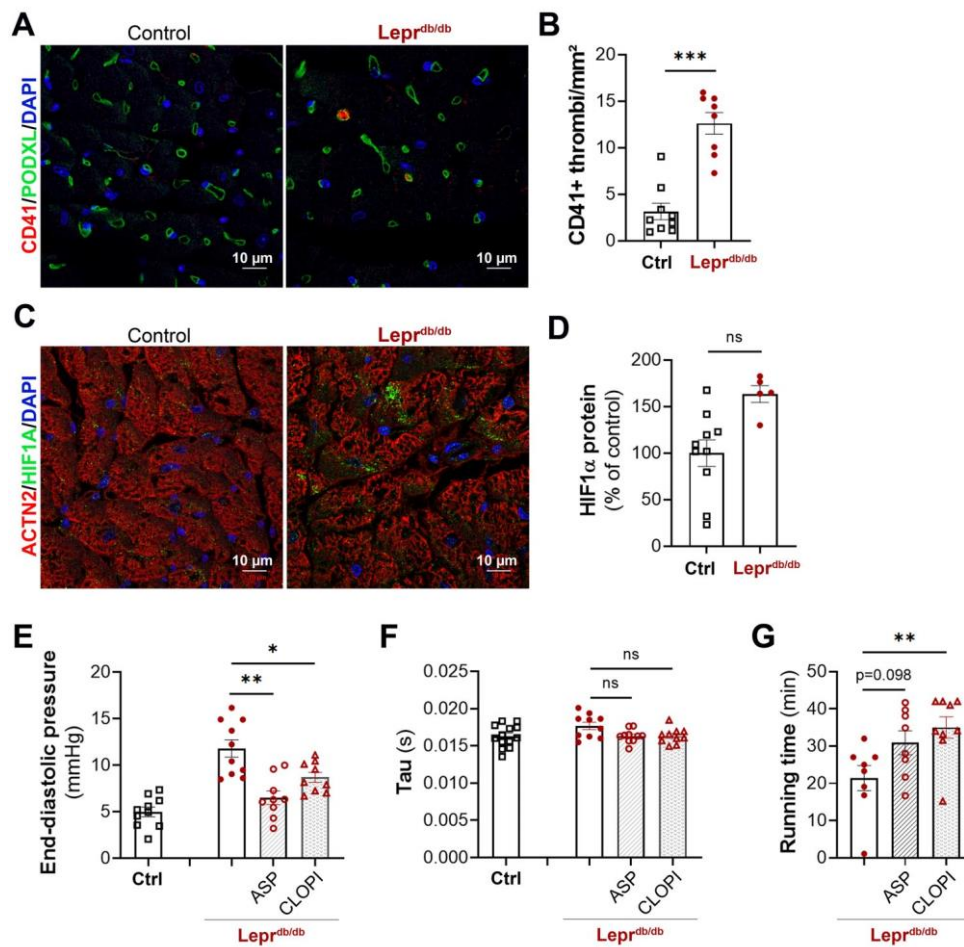 A
Control
Lepr^db/db
CD41/PODXL/DAPI
10 µm
10 µm
B
CD41+ thrombi/mm²
20
15
10
5
0
***
Ctrl
Lepr^db/db
C
Control
Lepr^db/db
ACTN2/HIF1A/DAPI
10 µm
10 µm
D
HIF1α protein
(% of control)
200
150
100
50
0
ns
Ctrl
Lepr^db/db
E
End-diastolic pressure
(mmHg)
20
15
10
5
0
*
**
Ctrl
ASP
CLOPI
Lepr^db/db
F
Tau (s)
0.025
0.020
0.015
0.010
0.005
0.000
ns
ns
Ctrl
ASP
CLOPI
Lepr^db/db
G
Running time (min)
50
40
30
20
10
0
**
p=0.098
ASP
CLOPI
Lepr^db/db